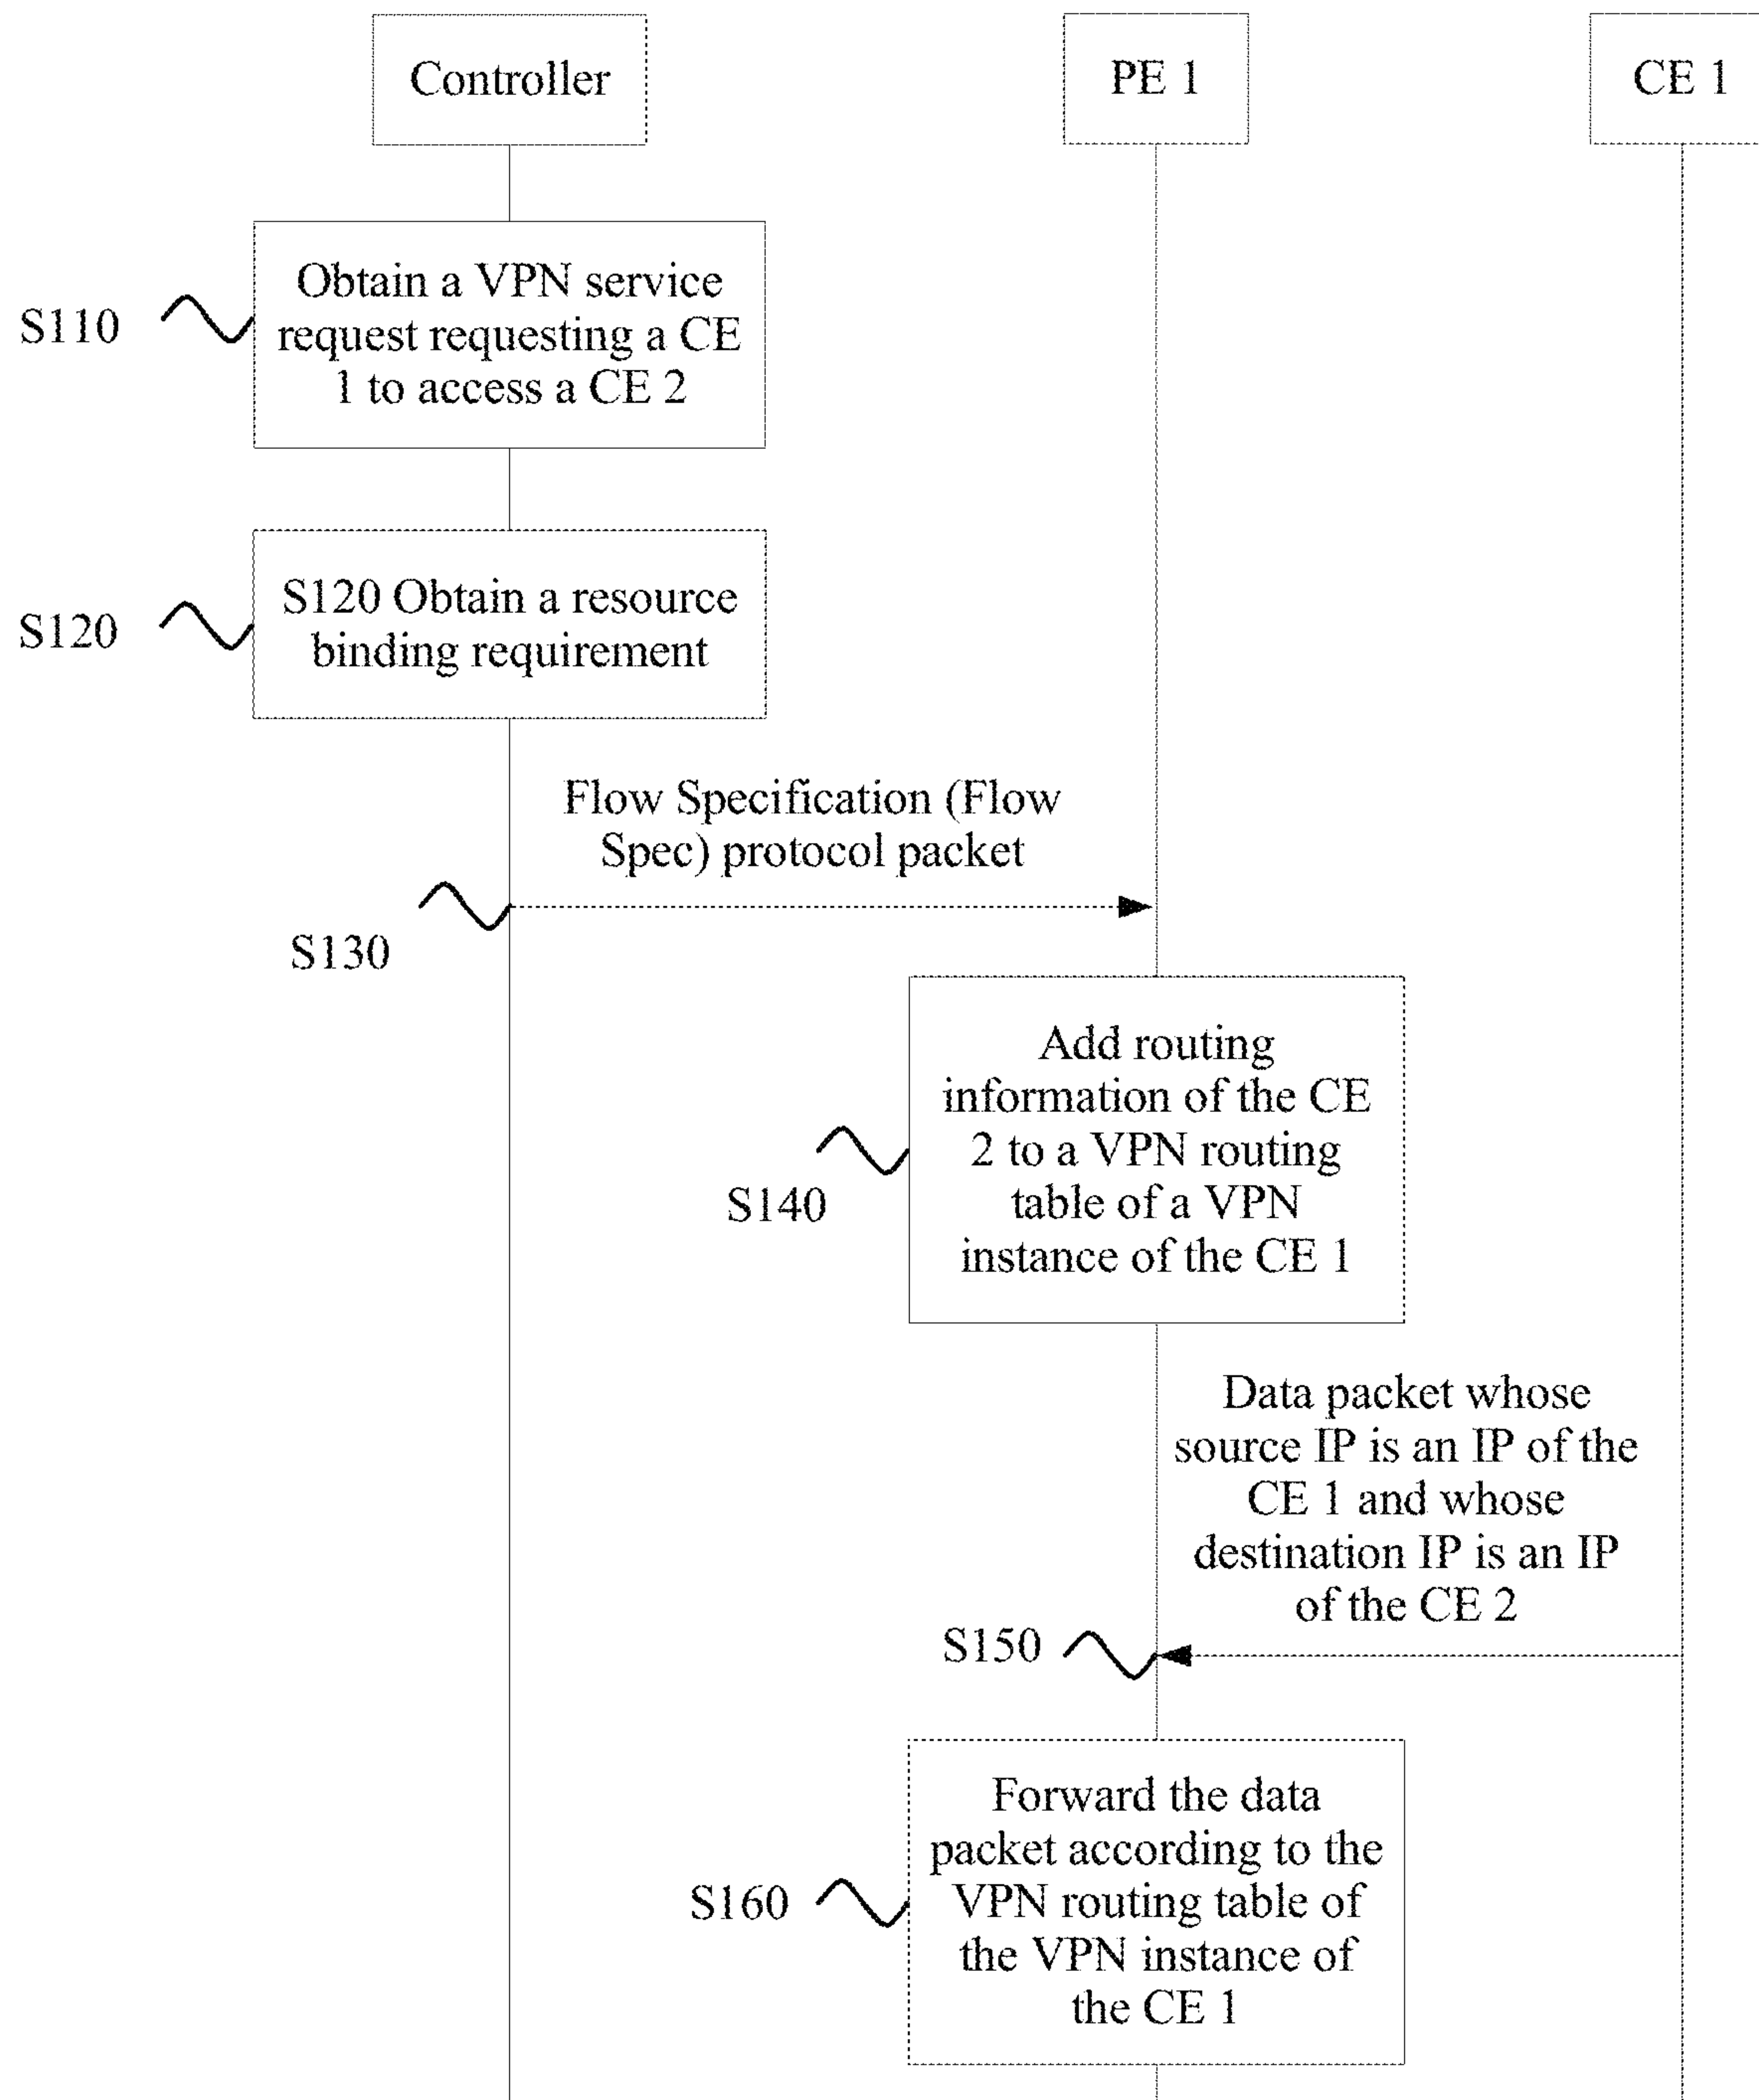 Controller
PE 1
CE 1
S110
Obtain a VPN service
request requesting a CE
1 to access a CE 2
S120
S120 Obtain a resource
binding requirement
Flow Specification (Flow
Spec) protocol packet
S130
Add routing
information of the CE
2 to a VPN routing
table of a VPN
instance of the CE 1
S140
Data packet whose
source IP is an IP of the
CE 1 and whose
destination IP is an IP
of the CE 2
S150
Forward the data
packet according to the
VPN routing table of
the VPN instance of
the CE 1
S160